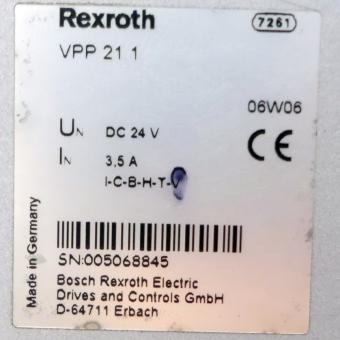 Rexroth
7261
VPP 21 1
06W06
UN DC 24 V
CE
IN 3,5 A
I-C-B-H-T-V
SN:005068845
Bosch Rexroth Electric
Drives and Controls GmbH
D-64711 Erbach
Made in Germany